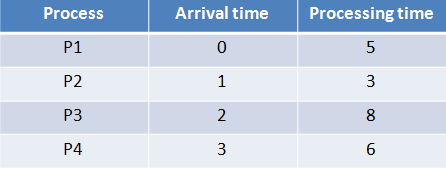 Process Arrival time Processing time
P1 0 5
P2 1 3
P3 2 8
P4 3 6